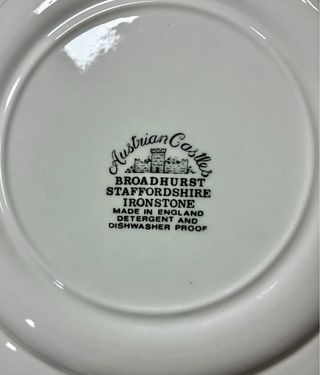 Austrian Castles
BROADHURST
STAFFORDSHIRE
IRONSTONE
MADE IN ENGLAND
DETERGENT AND
DISHWASHER PROOF